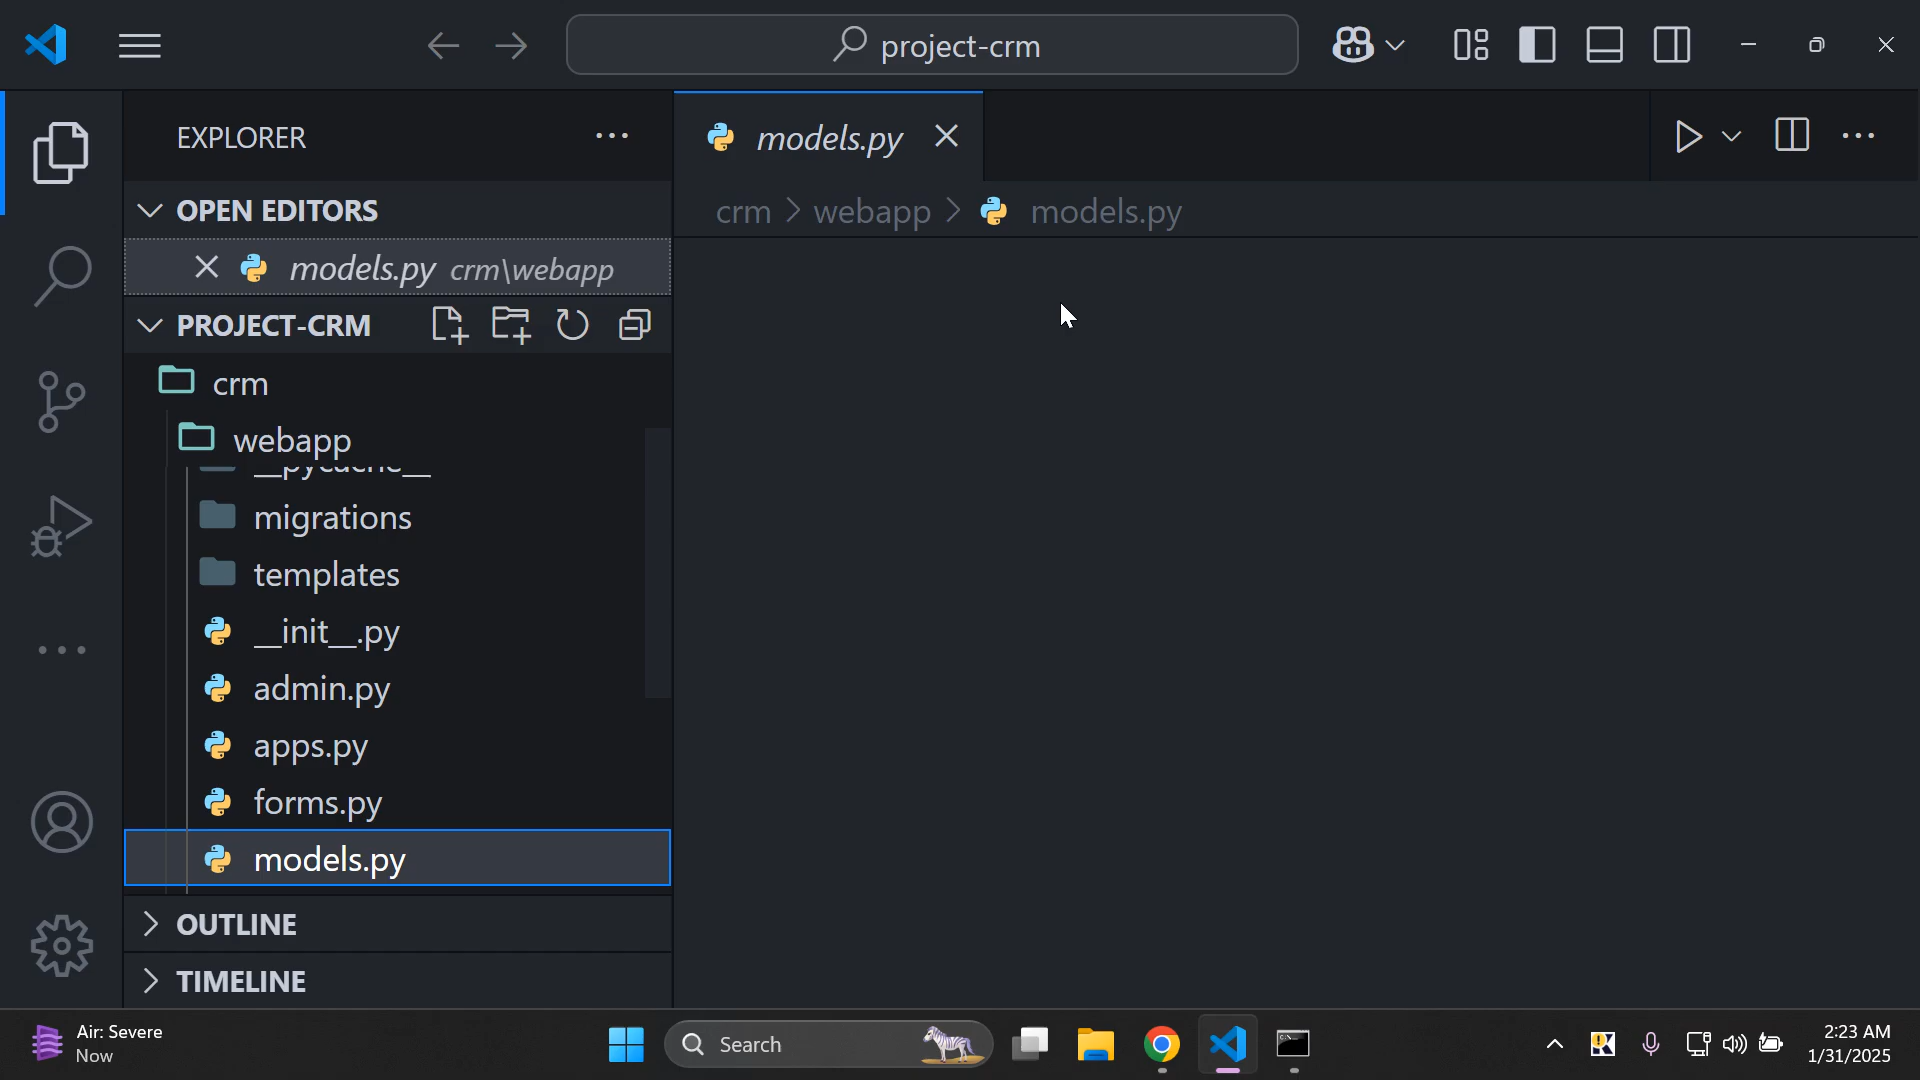 project-crm
EXPLORER
models.py
OPEN EDITORS
crm > webapp > models.py
models.py crm\webapp
PROJECT-CRM
crm
webapp
__pycache__
migrations
templates
__init__.py
admin.py
apps.py
forms.py
models.py
OUTLINE
TIMELINE
Air: Severe
Now
Search
2:23 AM
1/31/2025